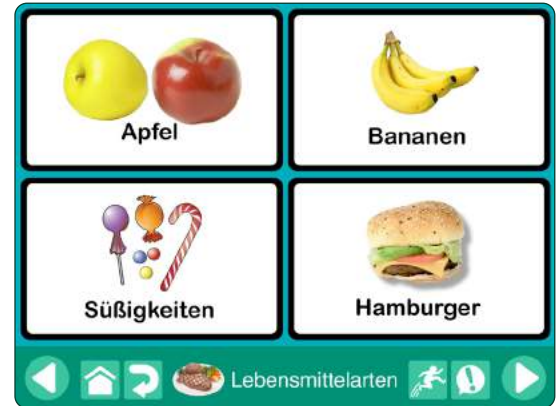 Apfel
Bananen
Süßigkeiten
Hamburger
Lebensmittelarten